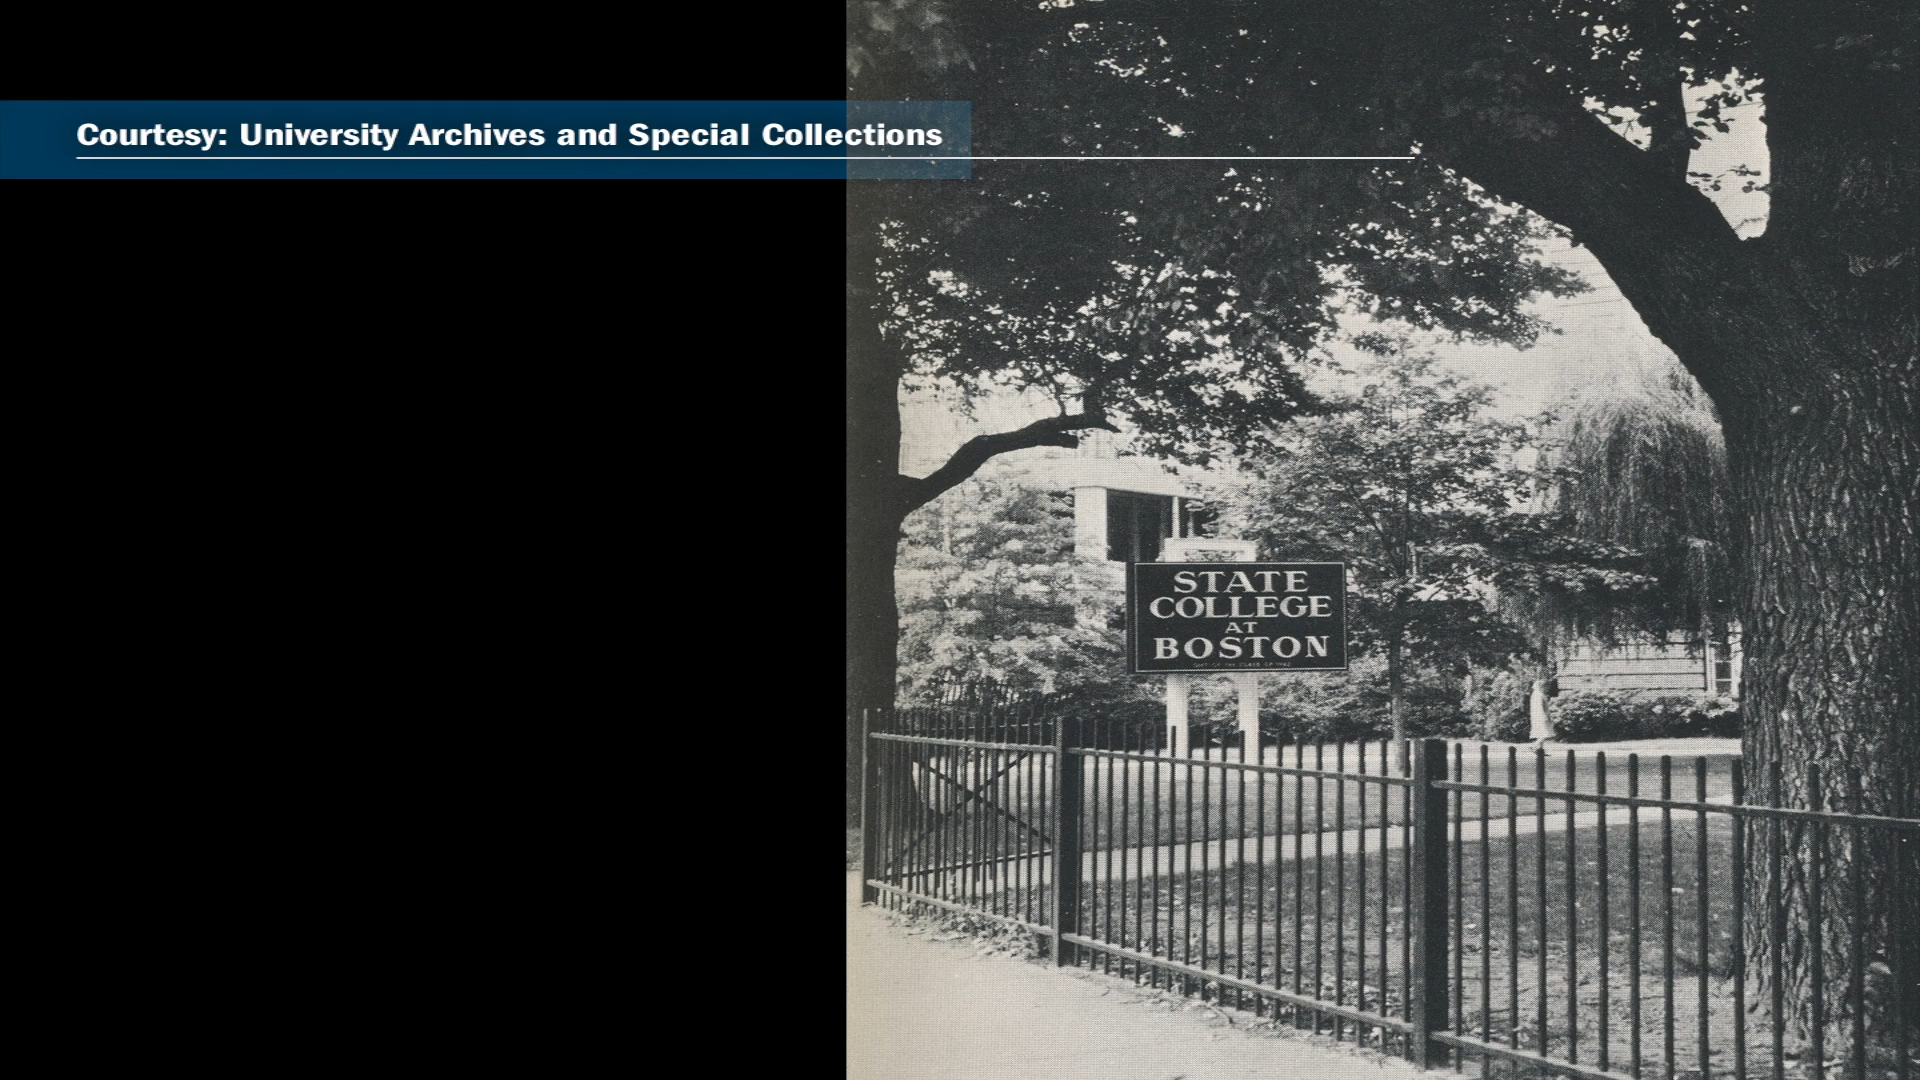 Courtesy: University Archives and Special Collections
STATE
COLLEGE
AT
BOSTON